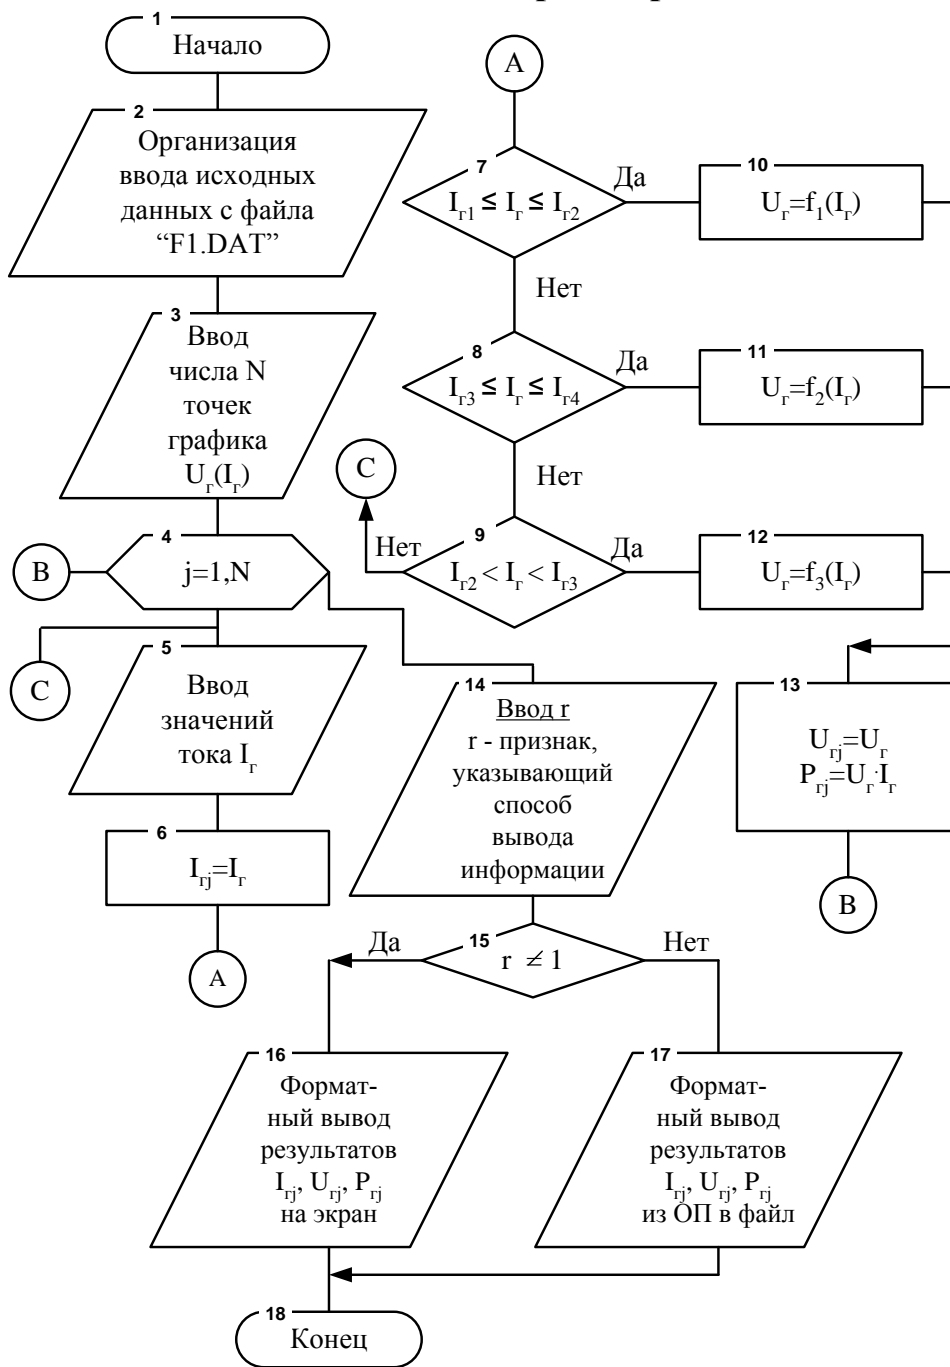 1
Начало
2
Организация
ввода исходных
данных с файла
“F1.DAT”
3
Ввод
числа N
точек
графика
Uг(Iг)
4
B
j=1,N
C
5
Ввод
значений
тока Iг
6
Iгj=Iг
A
A
7
Iг1 ≤ Iг ≤ Iг2
Да
Нет
10
Uг=f1(Iг)
8
Iг3 ≤ Iг ≤ Iг4
Да
Нет
11
Uг=f2(Iг)
C
Нет
9
Iг2 < Iг < Iг3
Да
12
Uг=f3(Iг)
13
Uгj=Uг
Pгj=Uг·Iг
B
14
Ввод r
r - признак,
указывающий
способ
вывода
информации
Да
15
Нет
r ≠ 1
16
Формат-
ный вывод
результатов
Iгj, Uгj, Pгj
на экран
17
Формат-
ный вывод
результатов
Iгj, Uгj, Pгj
из ОП в файл
18
Конец